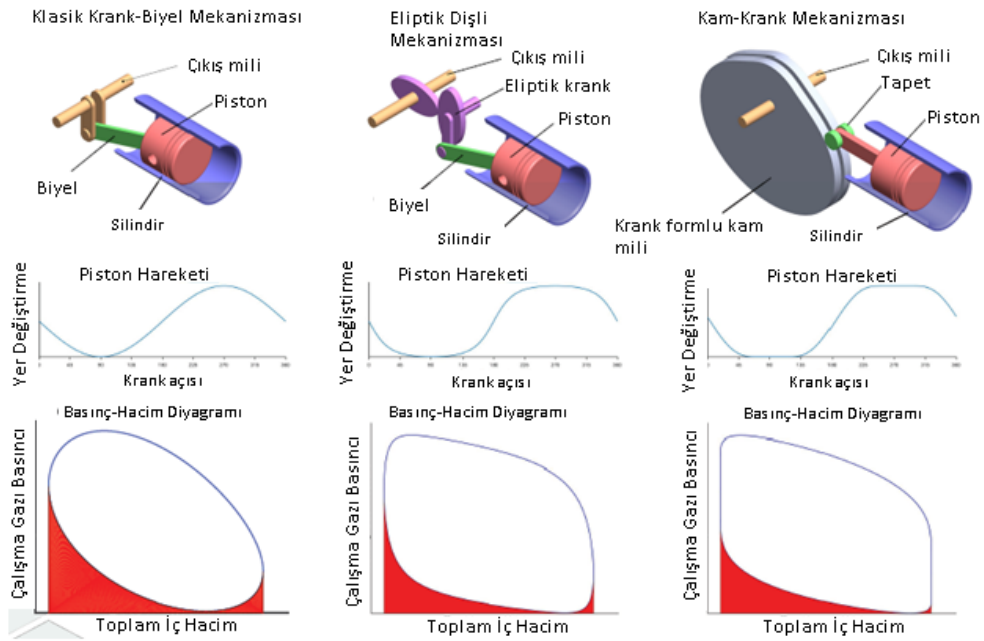 Klasik Krank-Biyel Mekanizması
Çıkış mili
Piston
Biyel
Silindir
Eliptik Dişli
Mekanizması
Çıkış mili
Eliptik krank
Piston
Biyel
Silindir
Kam-Krank Mekanizması
Çıkış mili
Tapet
Piston
Krank formlu kam
mili
Silindir
Piston Hareketi
Yer Değiştirme
Krank açısı
Piston Hareketi
Yer Değiştirme
Krank açısı
Piston Hareketi
Yer Değiştirme
Krank açısı
Basınç-Hacim Diyagramı
Çalışma Gazı Basıncı
Toplam İç Hacim
Basınç-Hacim Diyagramı
Çalışma Gazı Basıncı
Toplam İç Hacim
Basınç-Hacim Diyagramı
Çalışma Gazı Basıncı
Toplam İç Hacim